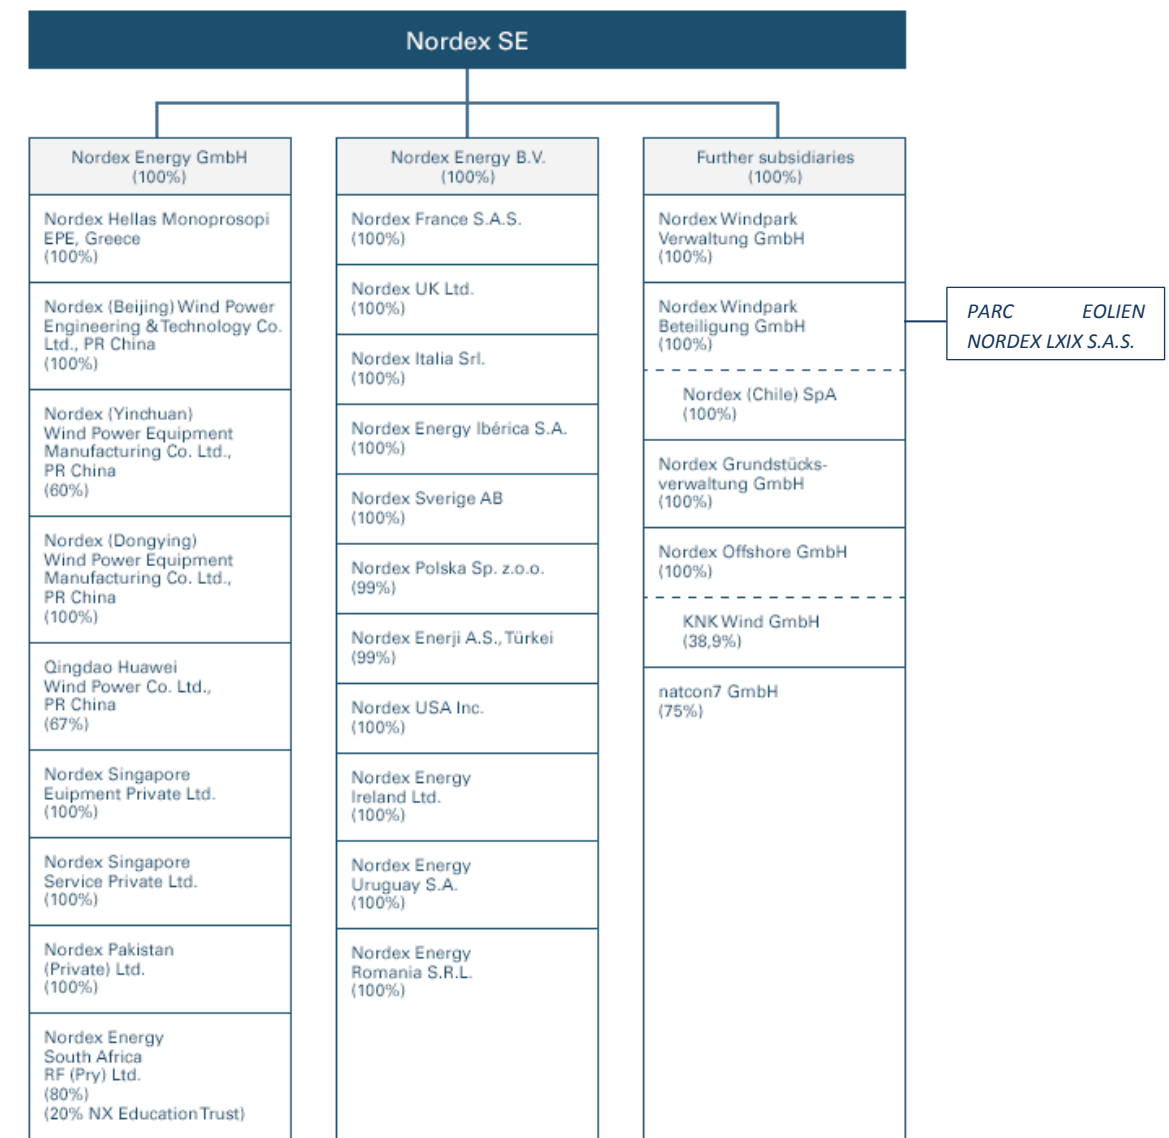 Nordex SE
Nordex Energy GmbH
(100%)
Nordex Hellas Monoprosopi
EPE, Greece
(100%)
Nordex (Beijing) Wind Power
Engineering & Technology Co.
Ltd., PR China
(100%)
Nordex (Yinchuan)
Wind Power Equipment
Manufacturing Co. Ltd.,
PR China
(60%)
Nordex (Dongying)
Wind Power Equipment
Manufacturing Co. Ltd.,
PR China
(100%)
Qingdao Huawei
Wind Power Co. Ltd.,
PR China
(67%)
Nordex Singapore
Euipment Private Ltd.
(100%)
Nordex Singapore
Service Private Ltd.
(100%)
Nordex Pakistan
(Private) Ltd.
(100%)
Nordex Energy
South Africa
RF (Pry) Ltd.
(80%)
(20% NX Education Trust)
Nordex Energy B.V.
(100%)
Nordex France S.A.S.
(100%)
Nordex UK Ltd.
(100%)
Nordex Italia Srl.
(100%)
Nordex Energy Ibérica S.A.
(100%)
Nordex Sverige AB
(100%)
Nordex Polska Sp. z.o.o.
(99%)
Nordex Enerji A.S., Türkei
(99%)
Nordex USA Inc.
(100%)
Nordex Energy
Ireland Ltd.
(100%)
Nordex Energy
Uruguay S.A.
(100%)
Nordex Energy
Romania S.R.L.
(100%)
Further subsidiaries
(100%)
Nordex Windpark
Verwaltung GmbH
(100%)
Nordex Windpark
Beteiligung GmbH
(100%)
Nordex (Chile) SpA
(100%)
Nordex Grundstücks-
verwaltung GmbH
(100%)
Nordex Offshore GmbH
(100%)
KNK Wind GmbH
(38,9%)
natcon7 GmbH
(75%)
PARC EOLIEN
NORDEX LXIX S.A.S.